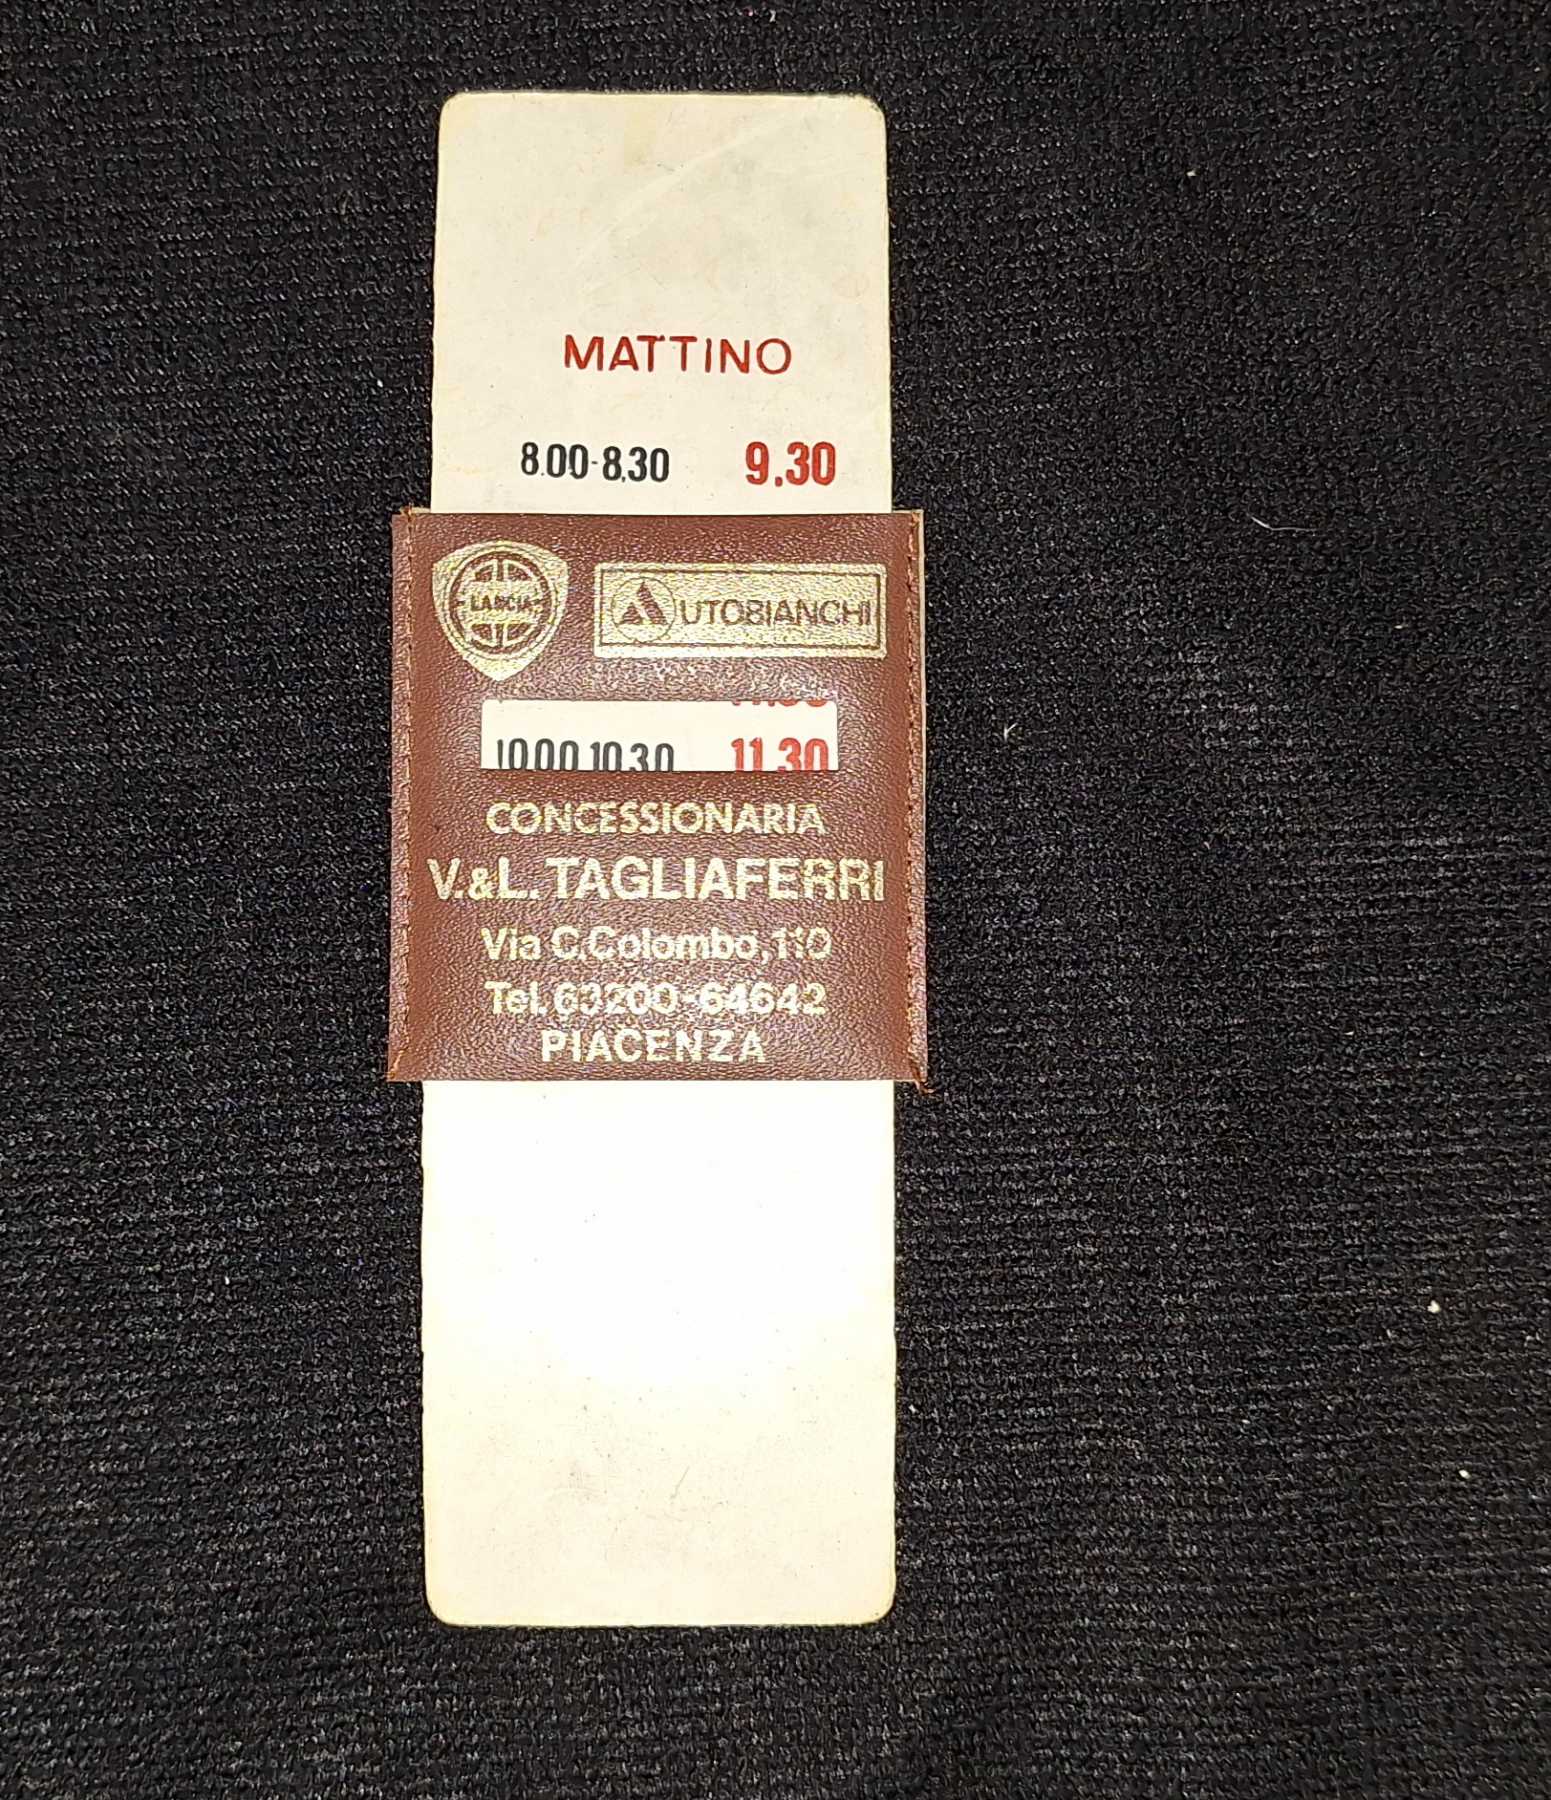 MATTINO
8.00-8.30 9.30
LANCIA
AUTOBIANCHI
10.00 10.30 11.30
CONCESSIONARIA
V.&L. TAGLIAFERRI
Via C.Colombo,110
Tel. 63200-64642
PIACENZA